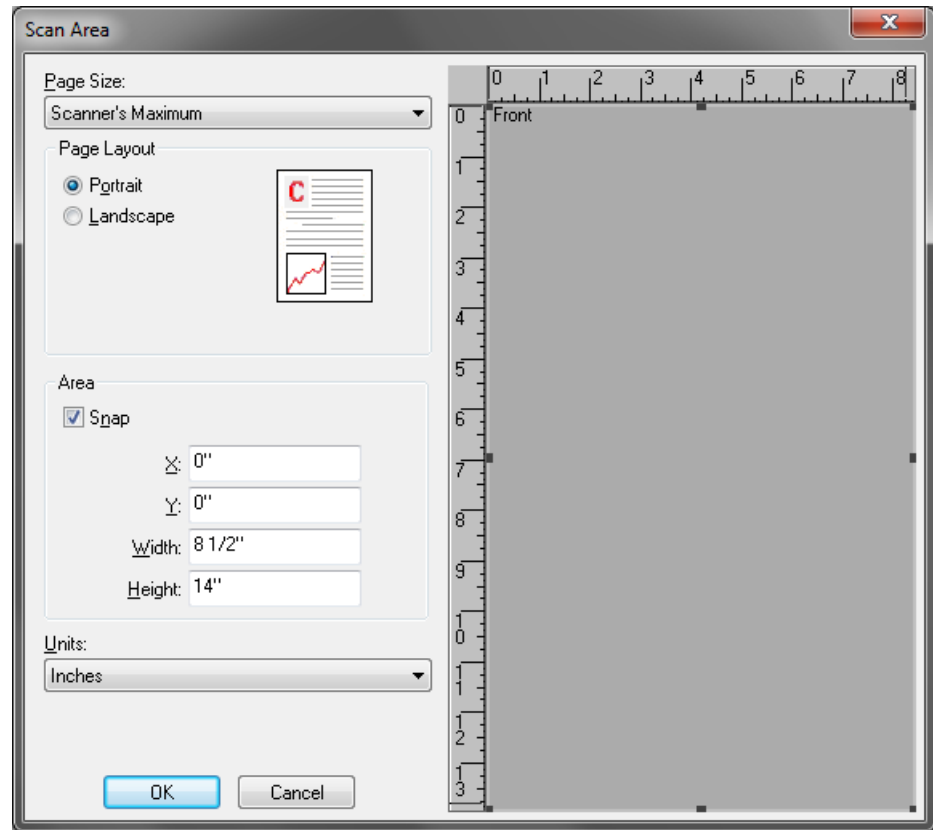 Scan Area
Page Size:
Scanner's Maximum
Page Layout
Portrait
Landscape
C
Area
Snap
X: 0"
Y: 0"
Width: 8 1/2"
Height: 14"
Units:
Inches
OK Cancel
0 1 2 3 4 5 6 7 8
Front
0
1
2
3
4
5
6
7
8
9
10
11
12
13